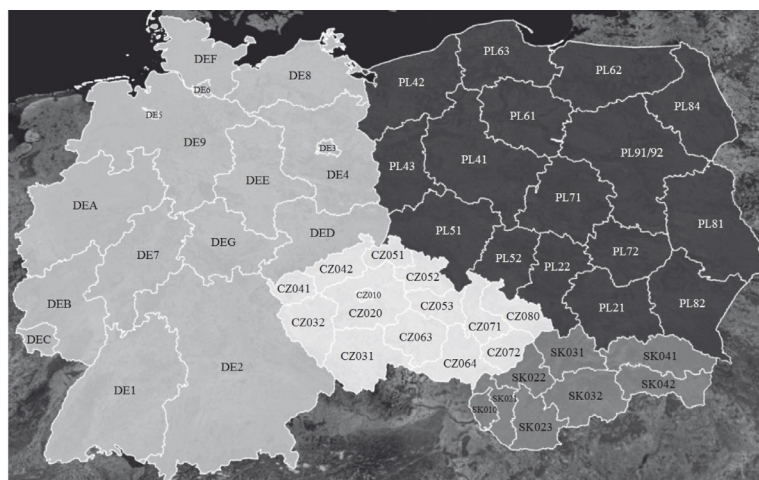 DEF
DE8
DE6
DE5
DE9
DE3
DE4
DEE
DEA
DEG
DED
DE7
DEB
DEC
DE1
DE2
PL63
PL42
PL62
PL84
PL61
PL91/92
PL43
PL41
PL71
PL81
PL51
PL52
PL22
PL72
PL21
PL82
CZ051
CZ042
CZ052
CZ041
CZ010
CZ020
CZ053
CZ032
CZ080
CZ071
CZ063
CZ031
CZ064
CZ072
SK031
SK041
SK022
SK042
SK032
SK021
SK010
SK023